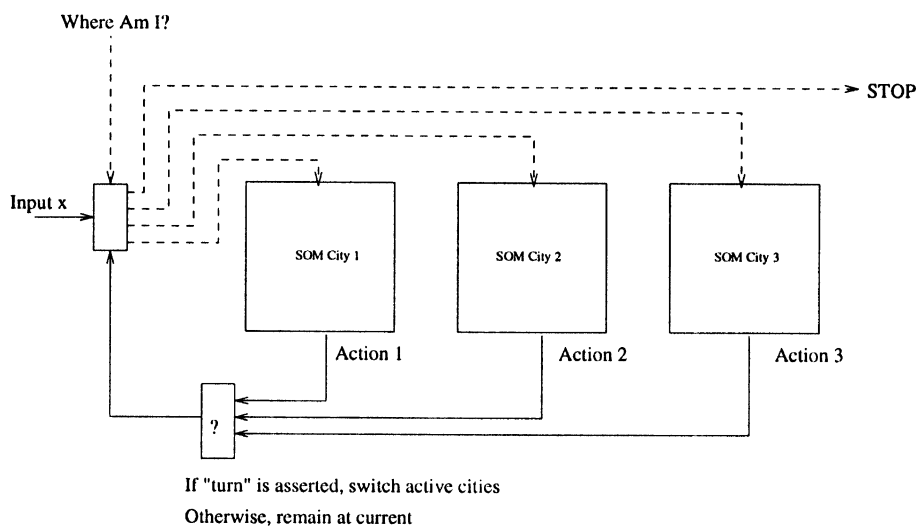 Where Am I?
STOP
Input x
SOM City 1
SOM City 2
SOM City 3
Action 1
Action 2
Action 3
?
If "turn" is asserted, switch active cities
Otherwise, remain at current